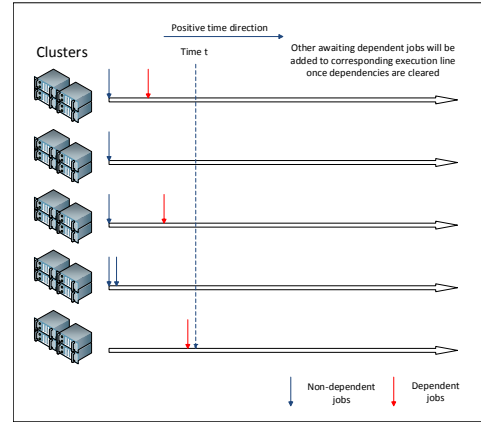 Positive time direction
Clusters
Time t
Other awaiting dependent jobs will be
added to corresponding execution line
once dependencies are cleared
Non-dependent
jobs
Dependent
jobs